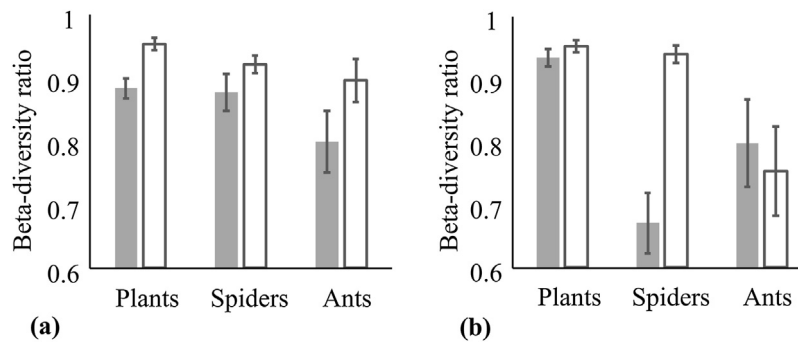 Beta-diversity ratio
1
0.9
0.8
0.7
0.6
Plants Spiders Ants
(a)
Beta-diversity ratio
1
0.9
0.8
0.7
0.6
Plants Spiders Ants
(b)